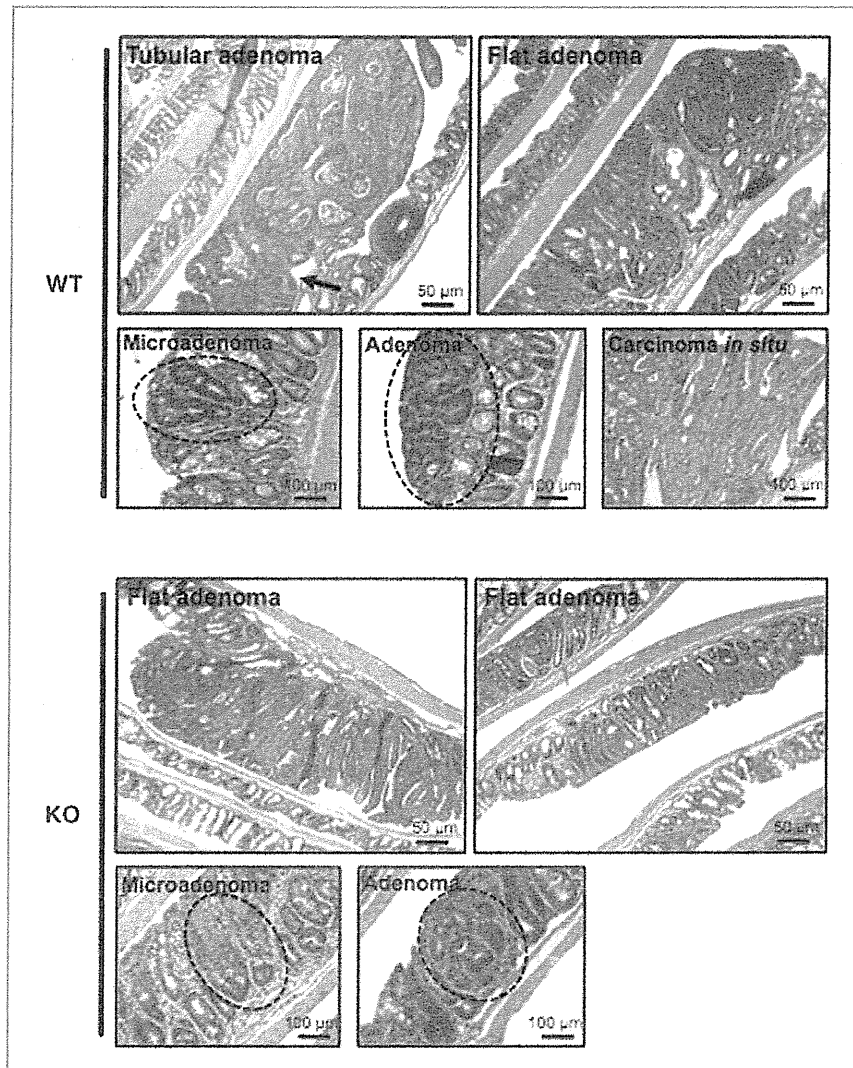 WT
Tubular adenoma
50 µm
Flat adenoma
50 µm
Microadenoma
100 µm
Adenoma
100 µm
Carcinoma in situ
100 µm
KO
Flat adenoma
50 µm
Flat adenoma
50 µm
Microadenoma
100 µm
Adenoma
100 µm